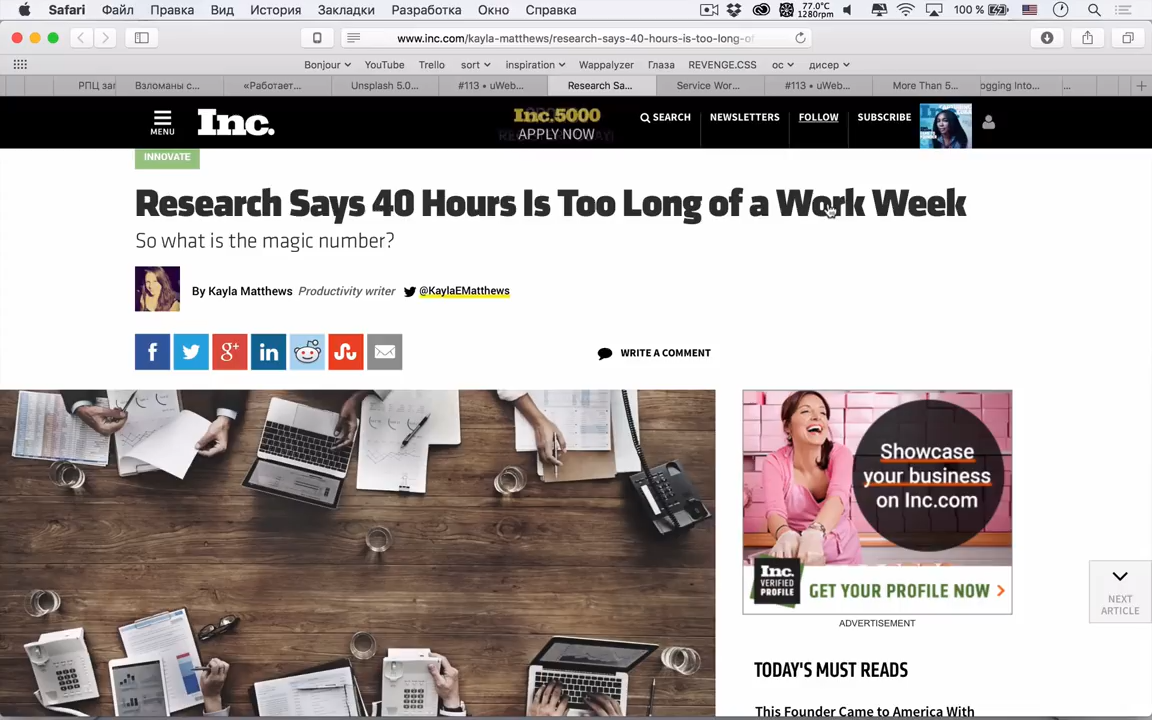 Safari Файл Правка Вид История Закладки Разработка Окно Справка 77.0°C 1280rpm 100 %
www.inc.com/kayla-matthews/research-says-40-hours-is-too-long-of
Bonjour YouTube Trello sort inspiration Wappalyzer Глаза REVENGE.CSS ос дисер
РПЦ заг Взломаны с... «Работает... Unsplash 5.0... #113 • uWeb... Research Sa... Service Wor... #113 • uWeb... More Than 5... ogging Into... ...
MENU Inc. Inc.5000 APPLY NOW SEARCH NEWSLETTERS FOLLOW SUBSCRIBE
INNOVATE
Research Says 40 Hours Is Too Long of a Work Week
So what is the magic number?
By Kayla Matthews Productivity writer @KaylaEMatthews
WRITE A COMMENT
Showcase
your business
on Inc.com
Inc. VERIFIED PROFILE GET YOUR PROFILE NOW
ADVERTISEMENT
NEXT
ARTICLE
TODAY'S MUST READS
This Founder Came to America With